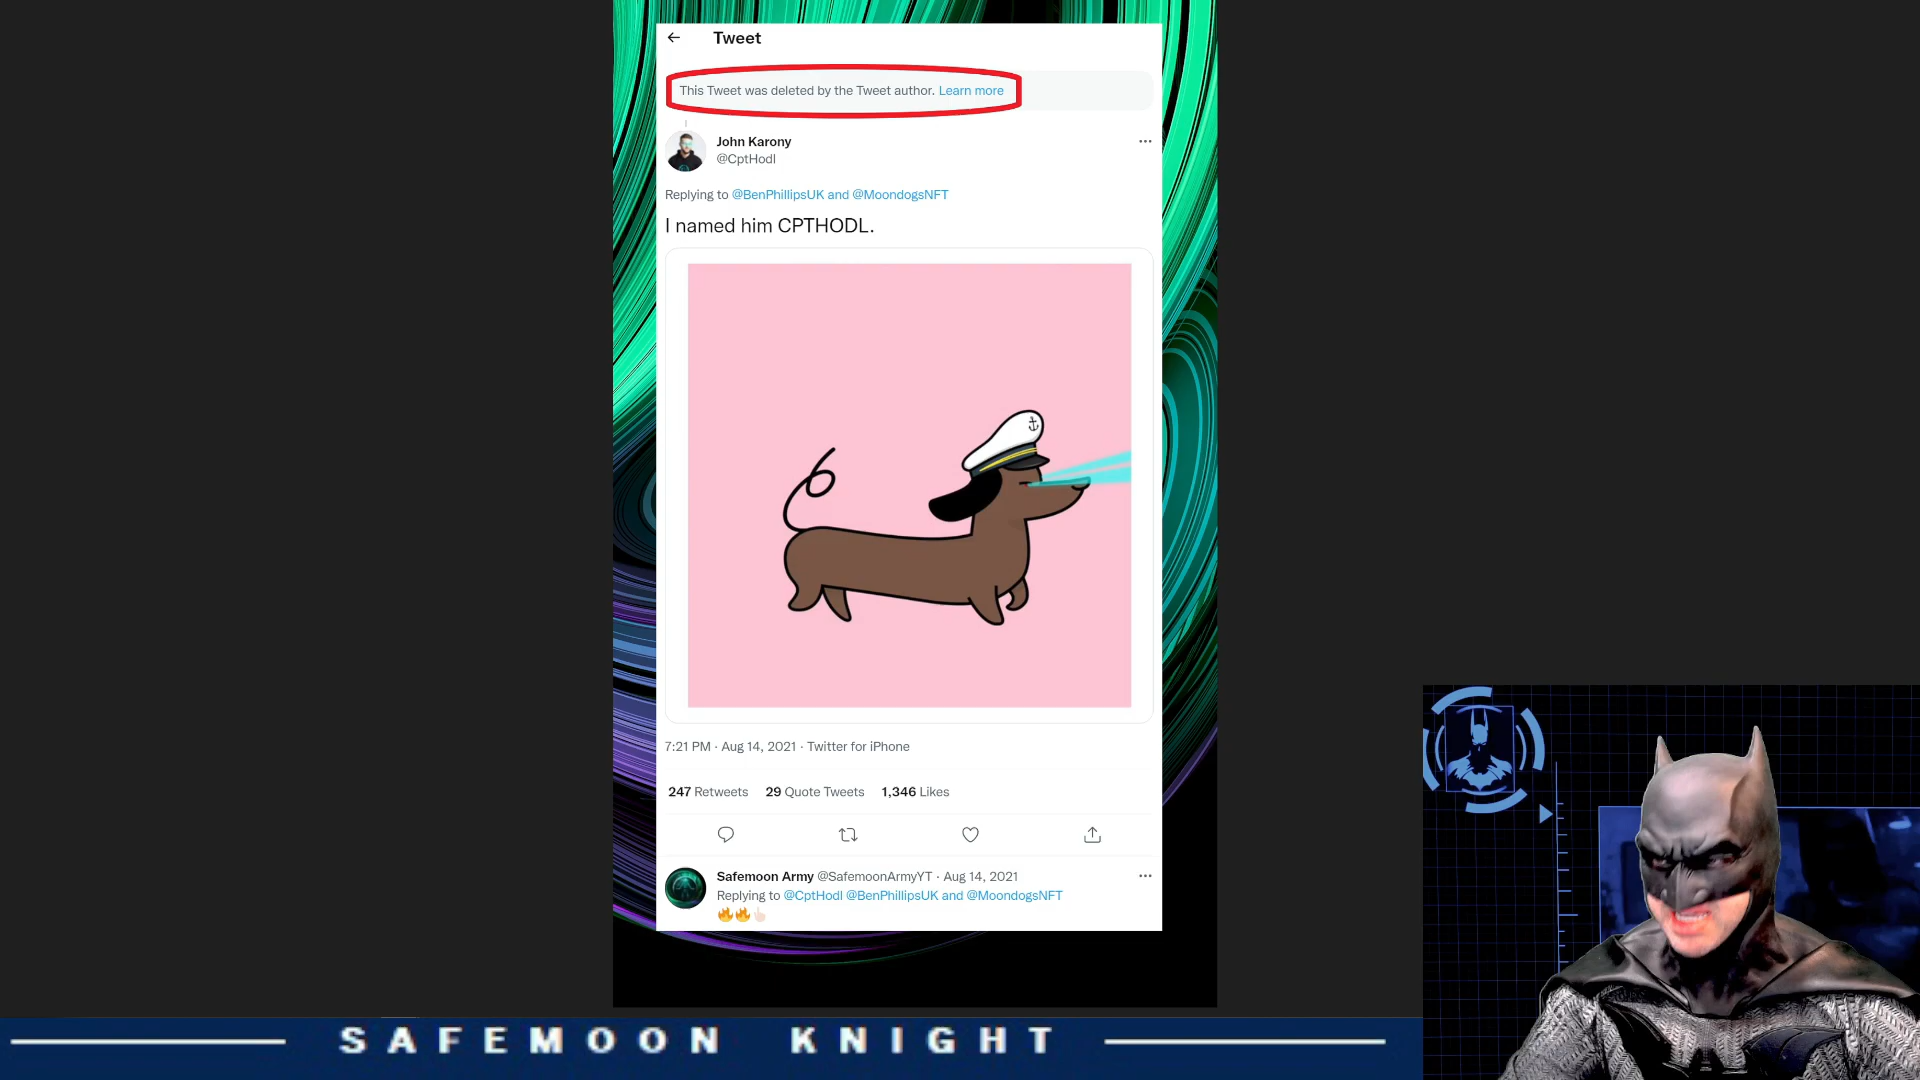 Tweet
This Tweet was deleted by the Tweet author. Learn more
John Karony
@CptHodl
Replying to @BenPhillipsUK and @MoondogsNFT
I named him CPTHODL.
7:21 PM · Aug 14, 2021 · Twitter for iPhone
247 Retweets 29 Quote Tweets 1,346 Likes
Safemoon Army @SafemoonArmyYT · Aug 14, 2021
Replying to @CptHodl @BenPhillipsUK and @MoondogsNFT
🔥🔥👆🏻
SAFEMOON KNIGHT